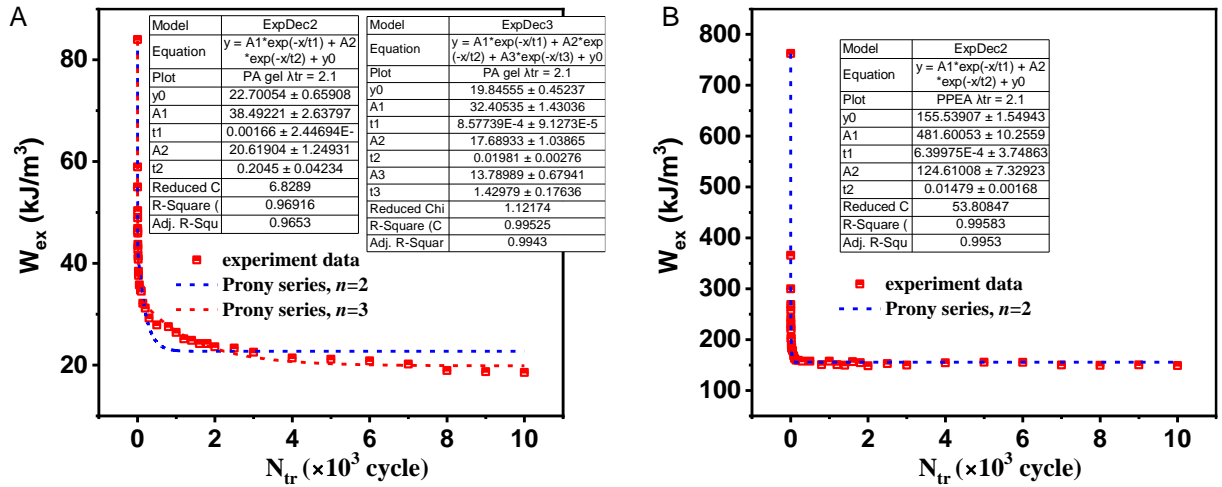 A
Model ExpDec2
Equation y = A1*exp(-x/t1) + A2
*exp(-x/t2) + y0
Plot PA gel λtr = 2.1
y0 22.70054 ± 0.65908
A1 38.49221 ± 2.63797
t1 0.00166 ± 2.44694E-
A2 20.61904 ± 1.24931
t2 0.2045 ± 0.04234
Reduced C 6.8289
R-Square ( 0.96916
Adj. R-Squ 0.9653
Model ExpDec3
Equation y = A1*exp(-x/t1) + A2*exp
(-x/t2) + A3*exp(-x/t3) + y0
Plot PA gel λtr = 2.1
y0 19.84555 ± 0.45237
A1 32.40535 ± 1.43036
t1 8.57739E-4 ± 9.1273E-5
A2 17.68933 ± 1.03865
t2 0.01981 ± 0.00276
A3 13.78989 ± 0.67941
t3 1.42979 ± 0.17636
Reduced Chi 1.12174
R-Square (C 0.99525
Adj. R-Squar 0.9943
experiment data
Prony series, n=2
Prony series, n=3
80
60
40
20
W_ex (kJ/m³)
0 2 4 6 8 10
N_tr (×10³ cycle)
B
Model ExpDec2
Equation y = A1*exp(-x/t1) + A2
*exp(-x/t2) + y0
Plot PPEA λtr = 2.1
y0 155.53907 ± 1.54943
A1 481.60053 ± 10.2559
t1 6.39975E-4 ± 3.74863
A2 124.61008 ± 7.32923
t2 0.01479 ± 0.00168
Reduced C 53.80847
R-Square ( 0.99583
Adj. R-Squ 0.9953
experiment data
Prony series, n=2
800
700
600
500
400
300
200
100
W_ex (kJ/m³)
0 2 4 6 8 10
N_tr (×10³ cycle)